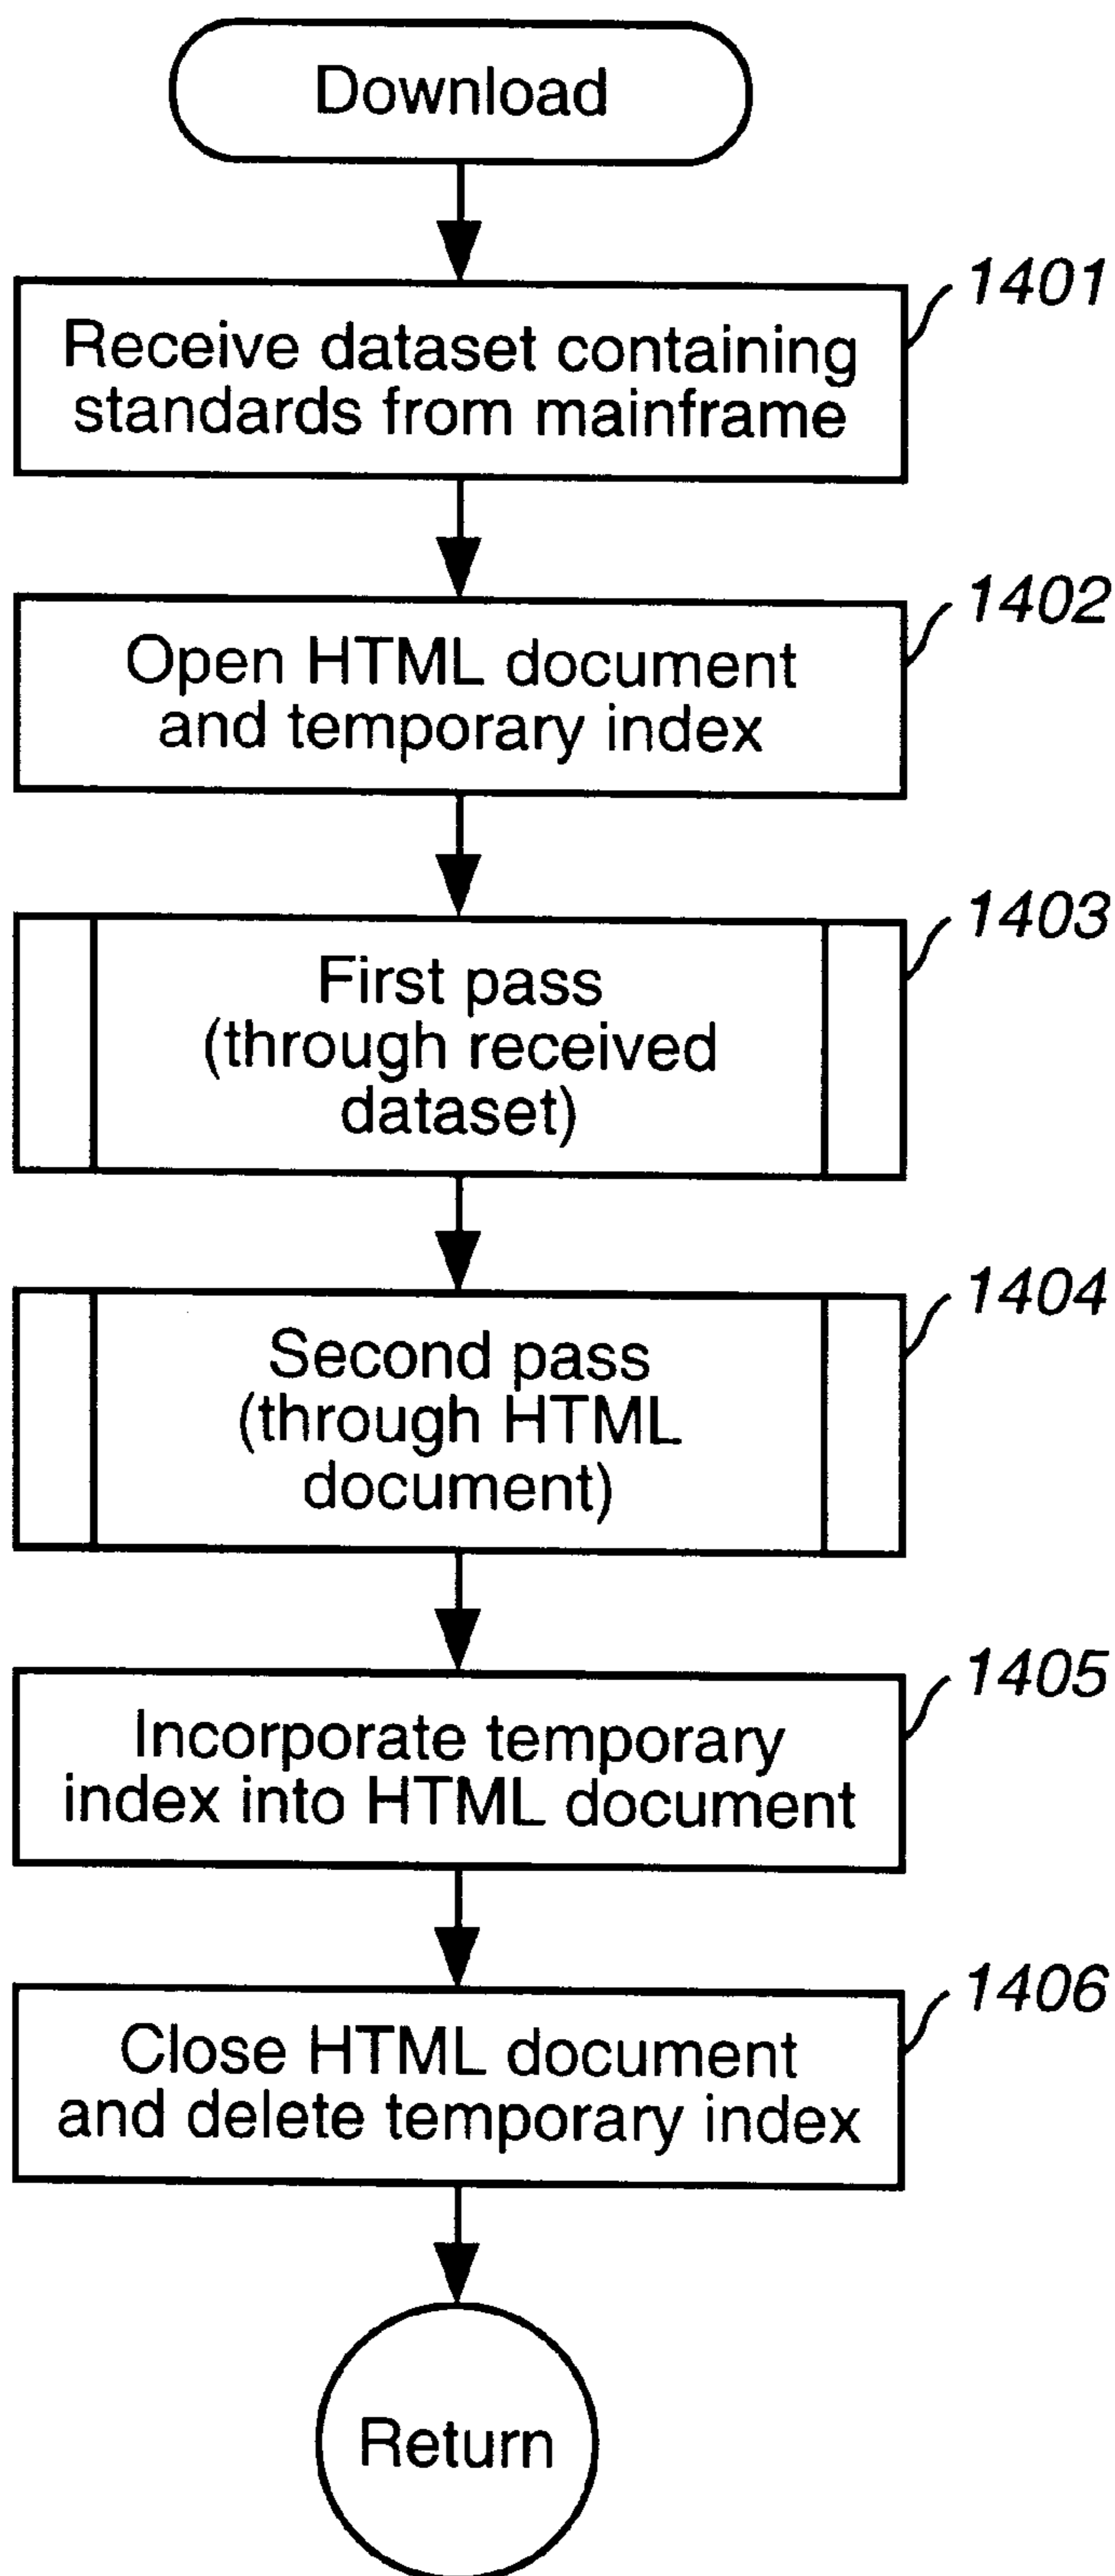 Download
1401
Receive dataset containing
standards from mainframe
1402
Open HTML document
and temporary index
1403
First pass
(through received
dataset)
1404
Second pass
(through HTML
document)
1405
Incorporate temporary
index into HTML document
1406
Close HTML document
and delete temporary index
Return